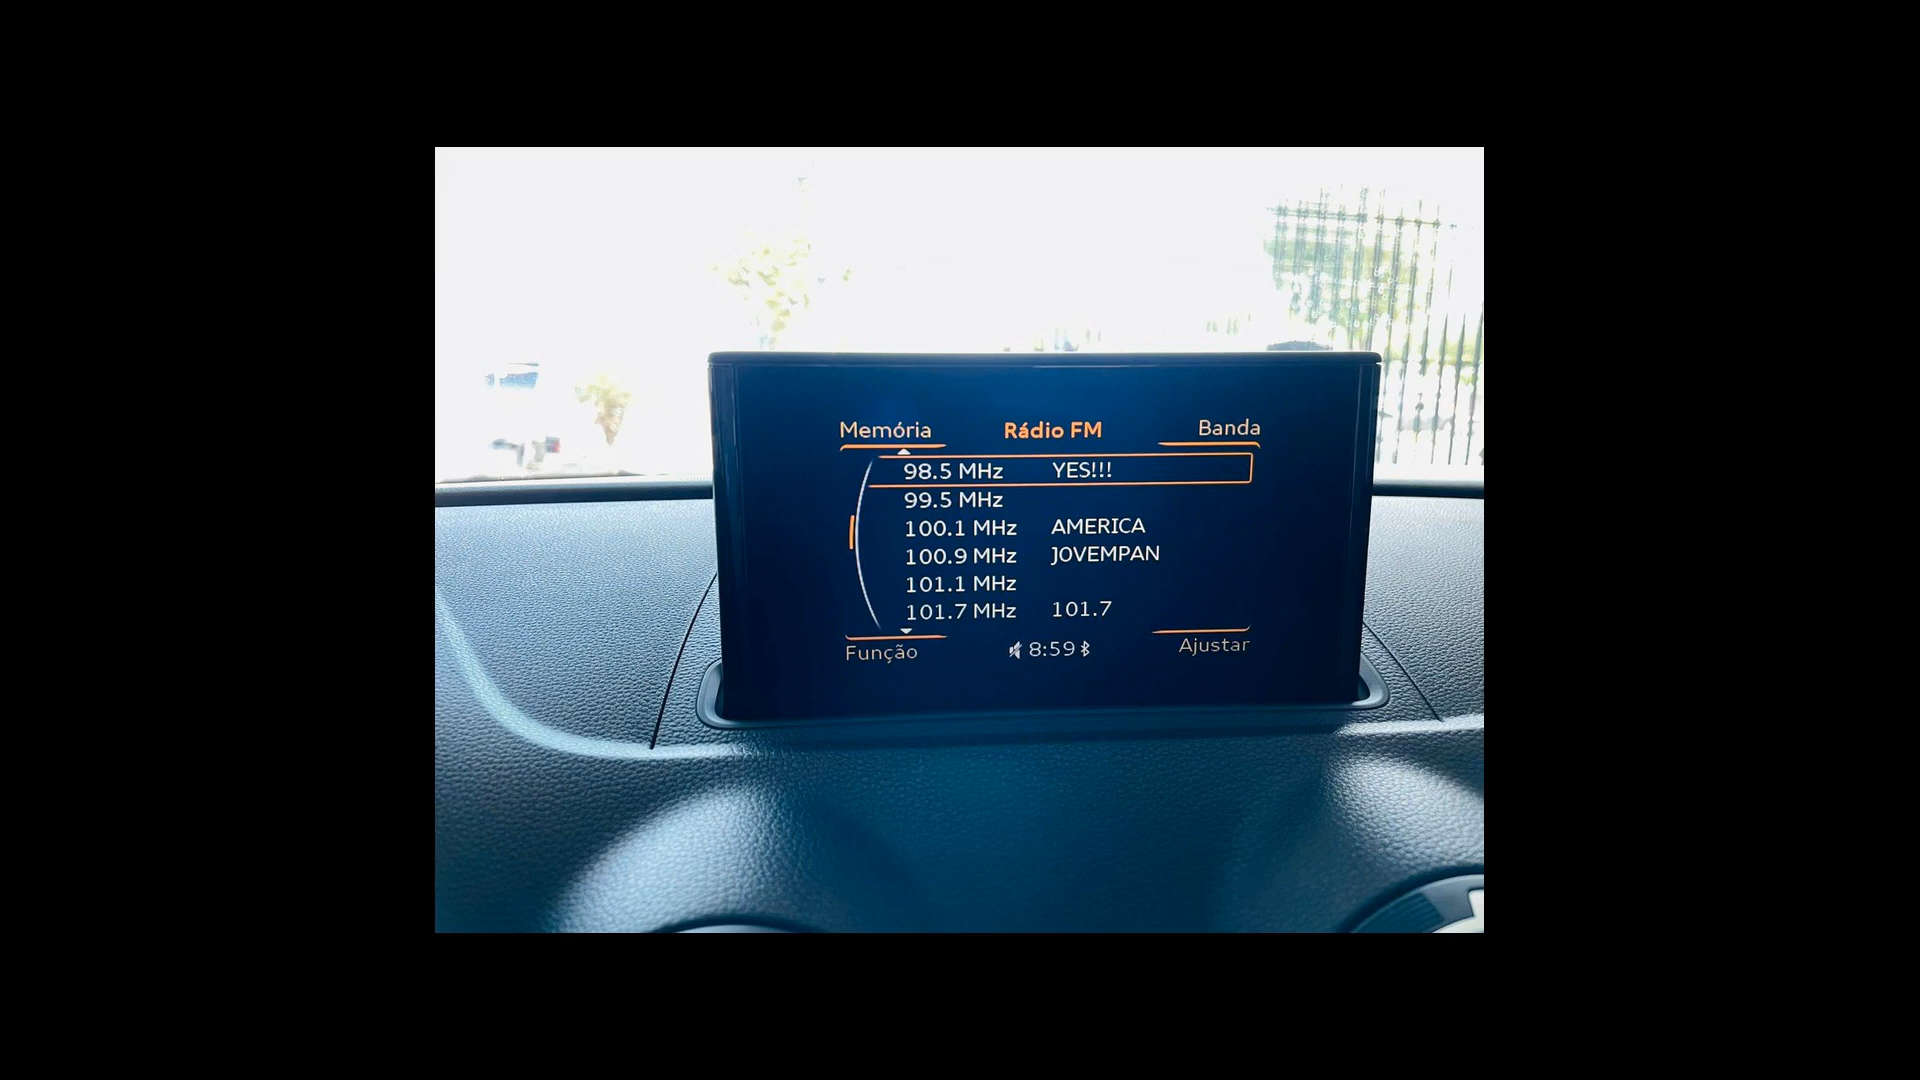 Memória Rádio FM Banda
98.5 MHz YES!!!
99.5 MHz
100.1 MHz AMERICA
100.9 MHz JOVEMPAN
101.1 MHz
101.7 MHz 101.7
Função 8:59 Ajustar